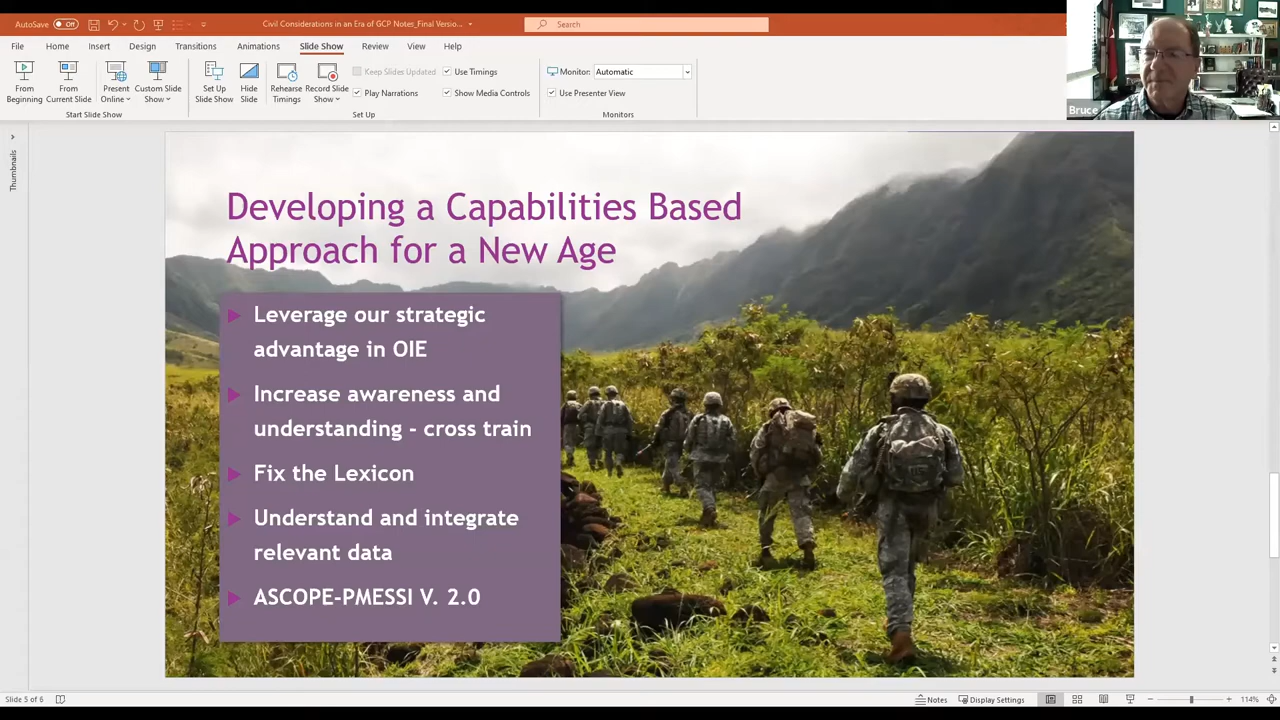 AutoSave Off Civil Considerations in an Era of GCP Notes_Final Versio... Search
File Home Insert Design Transitions Animations Slide Show Review View Help
From Beginning
From Current Slide
Present Online
Custom Slide Show
Start Slide Show
Set Up Slide Show
Hide Slide
Rehearse Timings
Record Slide Show
Keep Slides Updated
Play Narrations
Use Timings
Show Media Controls
Set Up
Monitor: Automatic
Use Presenter View
Monitors
Bruce
Thumbnails
Developing a Capabilities Based
Approach for a New Age
Leverage our strategic
advantage in OIE
Increase awareness and
understanding - cross train
Fix the Lexicon
Understand and integrate
relevant data
ASCOPE-PMESSI V. 2.0
Slide 5 of 6 Notes Display Settings 114%